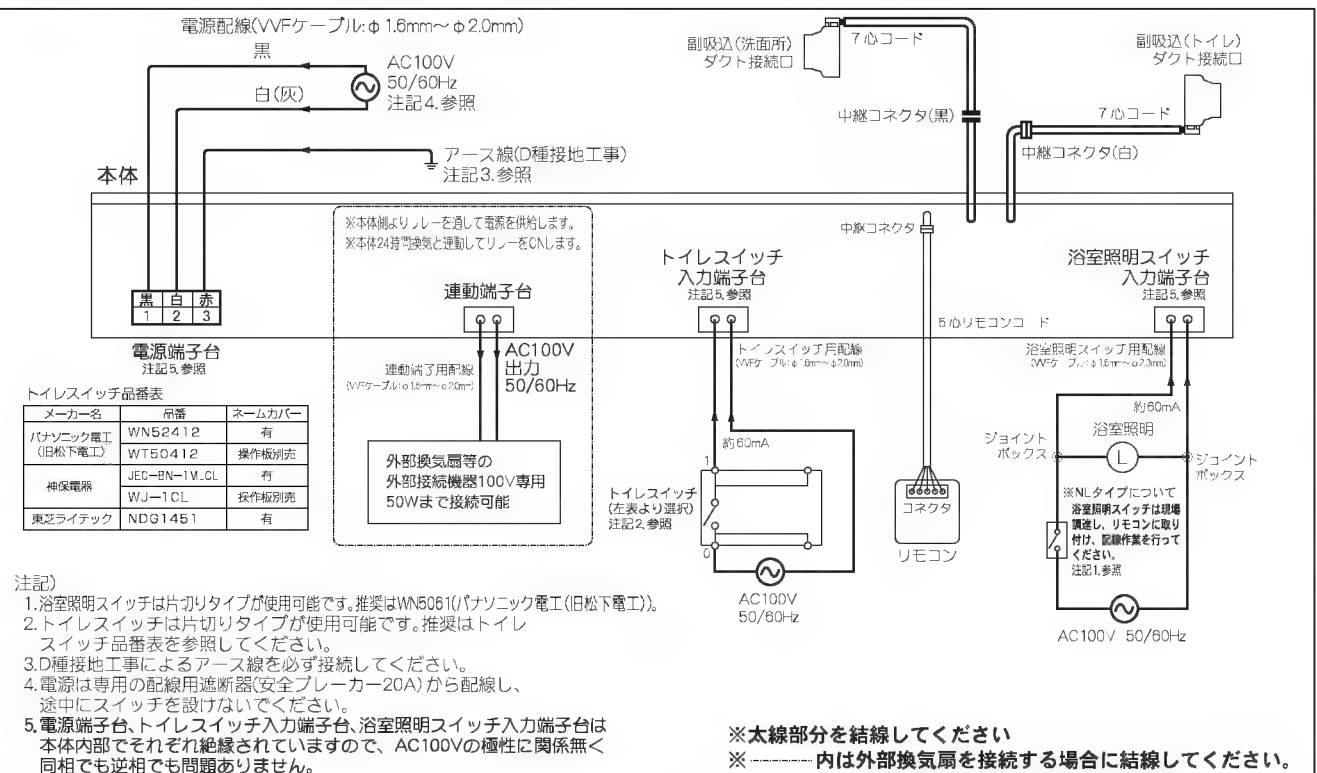 電源配線(VVFケーブル:φ1.6mm～φ2.0mm)
黒
AC100V
50/60Hz
注記4.参照
白(灰)
アース線(D種接地工事)
注記3.参照
副吸込(洗面所)
ダクト接続口
7心コード
中継コネクタ(黒)
副吸込(トイレ)
ダクト接続口
7心コード
中継コネクタ(白)
本体
※本体側よりリレーを通して電源を供給します。
※本体24時間換気と連動してリレーをONします。
連動端子台
トイレスイッチ
入力端子台
注記5.参照
中継コネクタ
5心リモコンコード
浴室照明スイッチ
入力端子台
注記5.参照
黒 白 赤
1 2 3
電源端子台
注記5.参照
連動端子用配線
(VVFケーブル:φ1.6mm～φ2.0mm)
AC100V
出力
50/60Hz
外部換気扇等の
外部接続機器100V専用
50Wまで接続可能
トイレスイッチ用配線
(VVFケーブル:φ1.6mm～φ2.0mm)
約60mA
1
0
トイレスイッチ
(左表より選択)
注記2.参照
AC100V
50/60Hz
コネクタ
リモコン
浴室照明スイッチ用配線
(VVFケーブル:φ1.6mm～φ2.0mm)
約60mA
浴室照明
L
ジョイント
ボックス
ジョイント
ボックス
※NLタイプについて
浴室照明スイッチは現場
調達し、リモコンに取り
付け、配線作業を行って
ください。
注記1.参照
AC100V 50/60Hz
トイレスイッチ品番表
メーカー名 品番 ネームカバー
パナソニック電工
(旧松下電工)
WN52412 有
WT50412 操作板別売
神保電器
有
WJ-1CL 操作板別売
東芝ライテック NDG1451 有
注記)
1.浴室照明スイッチは片切りタイプが使用可能です。推奨はWN5061(パナソニック電工(旧松下電工))。
2.トイレスイッチは片切りタイプが使用可能です。推奨はトイレ
スイッチ品番表を参照してください。
3.D種接地工事によるアース線を必ず接続してください。
4.電源は専用の配線用遮断器(安全ブレーカー20A)から配線し、
途中にスイッチを設けないでください。
5.電源端子台、トイレスイッチ入力端子台、浴室照明スイッチ入力端子台は
本体内部でそれぞれ絶縁されていますので、AC100Vの極性に関係無く
同相でも逆相でも問題ありません。
※太線部分を結線してください
※-------内は外部換気扇を接続する場合に結線してください。